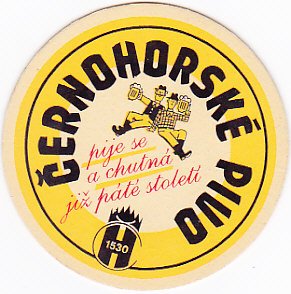 ČERNOHORSKÉ PIVO
pije se
a chutná
již páté století
1530